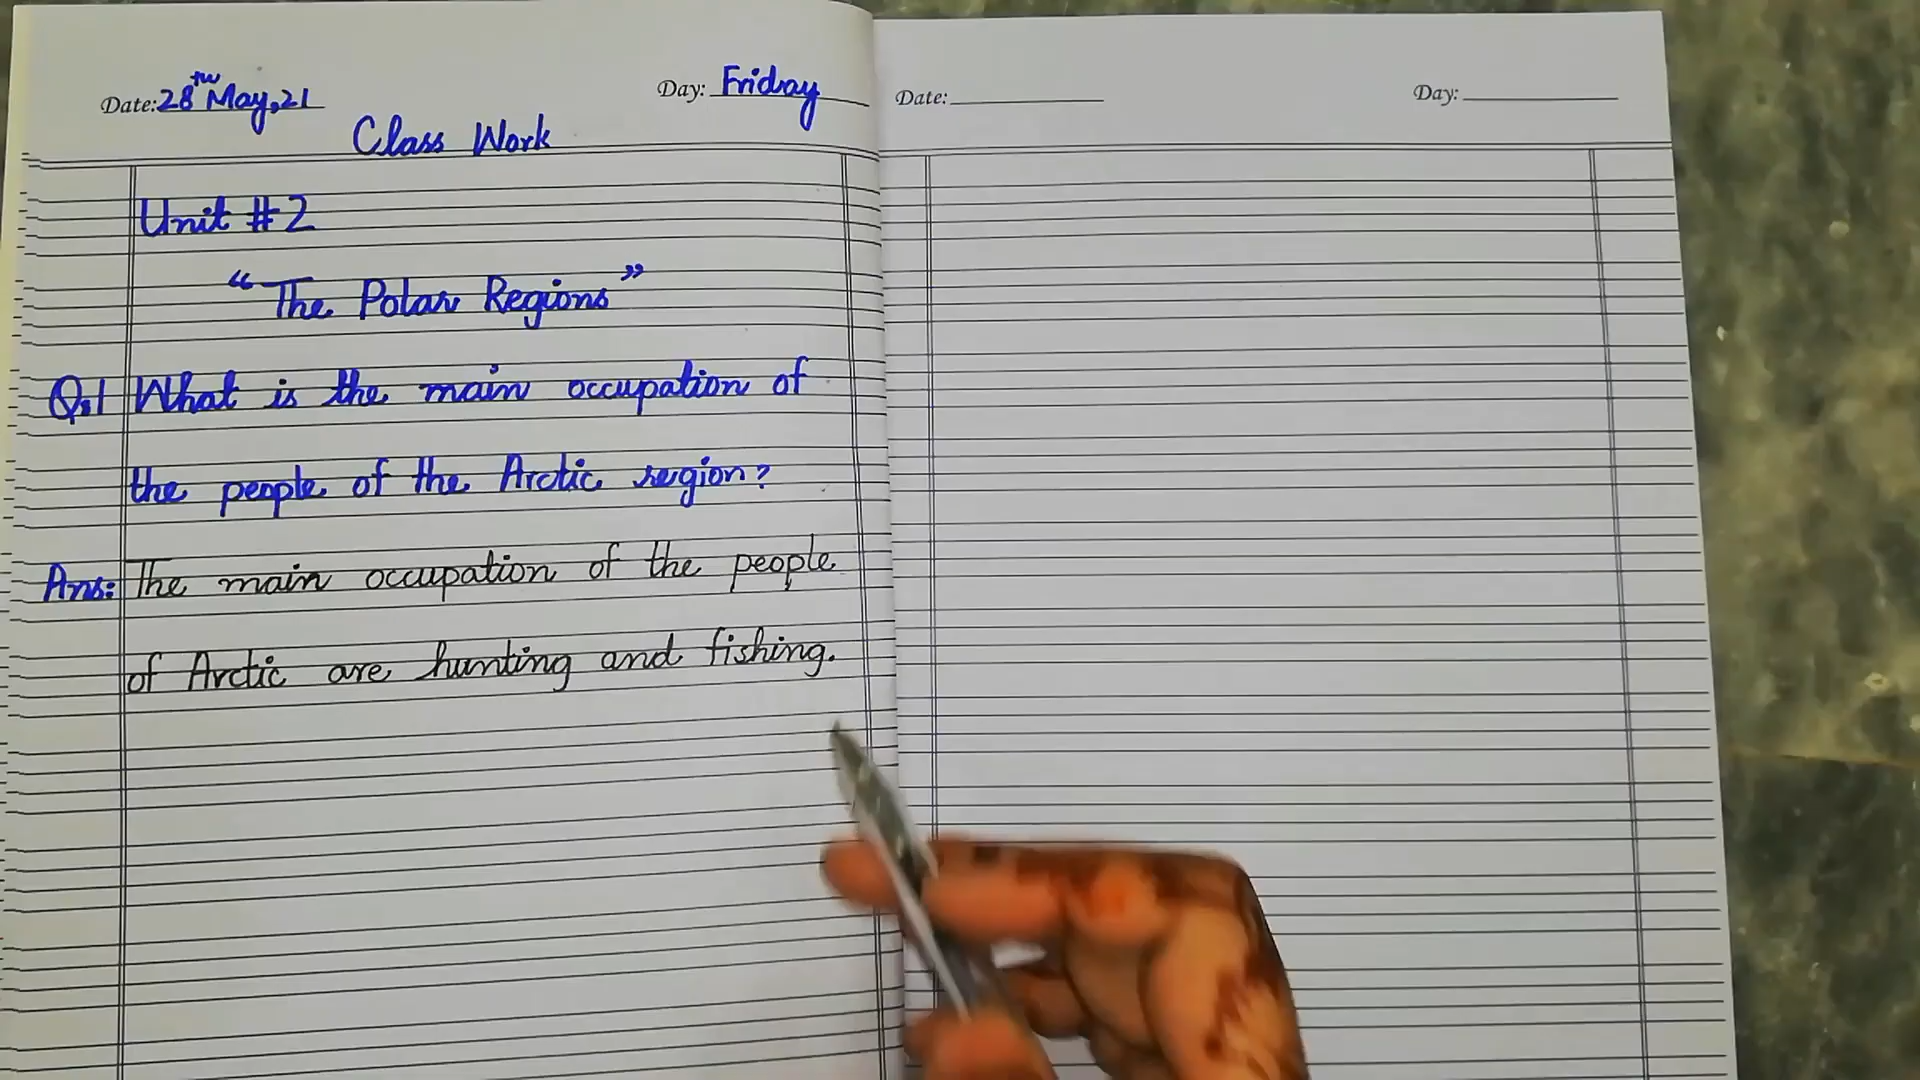 Date: 28th May, 21 Day: Friday
Class Work
Unit #2
"The Polar Regions"
Q.1 What is the main occupation of
the people of the Arctic region?
Ans: The main occupation of the people
of Arctic are hunting and fishing.
Date: Day: